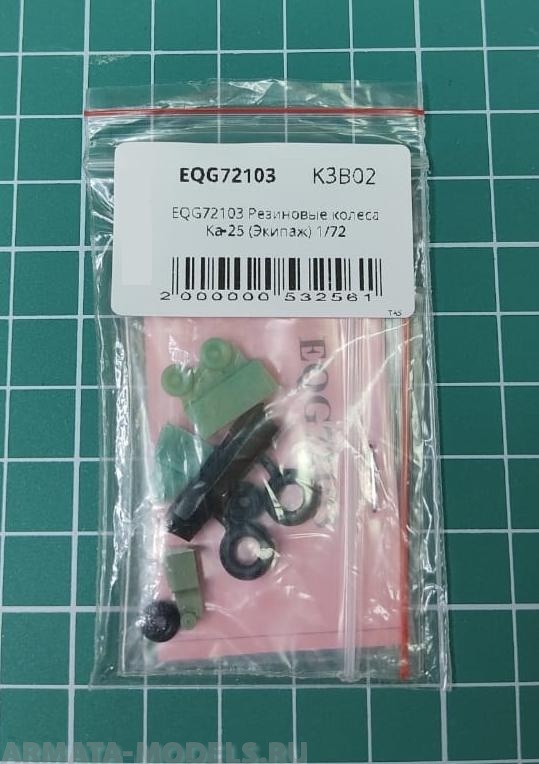 EQG72103 K3B02
EQG72103 Резиновые колеса
Ка-25 (Экипаж) 1/72
2 000000 532561
TAS
ARMATA-MODELS.RU